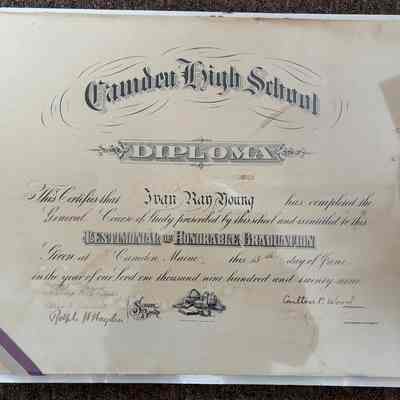 Camden High School
DIPLOMA
This Certifies that Ivan Ray Young has completed the
General Course of Study prescribed by this school and is entitled to this
Testimonial of Honorable Graduation
Given at Camden, Maine, this 13th day of June
in the year of our Lord one thousand nine hundred and twenty nine
Carlton P. Wood
Ralph H. Hayden